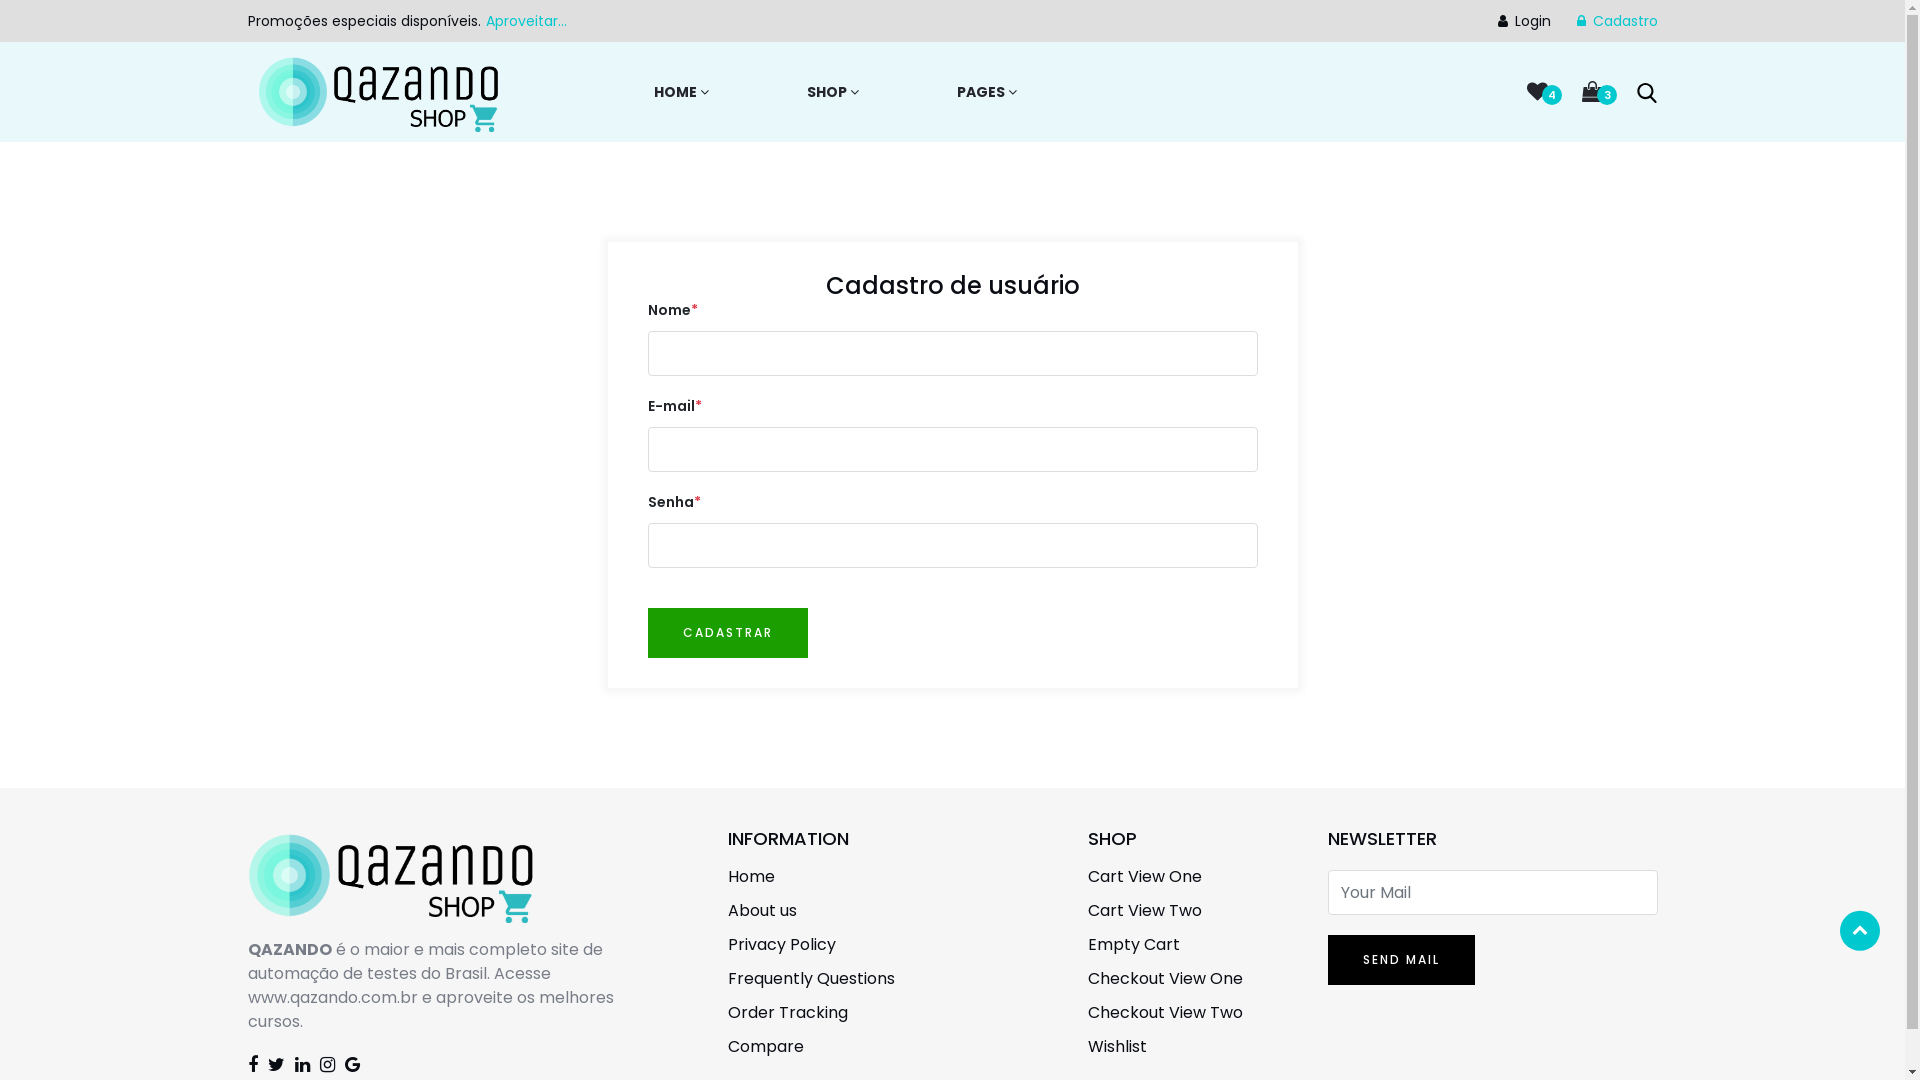 Promoções especiais disponíveis. Aproveitar...
Login
Cadastro
QAZANDO
SHOP
HOME
SHOP
PAGES
4
3
Cadastro de usuário
Nome*
E-mail*
Senha*
CADASTRAR
QAZANDO
SHOP
QAZANDO é o maior e mais completo site de
automação de testes do Brasil. Acesse
www.qazando.com.br e aproveite os melhores
cursos.
INFORMATION
Home
About us
Privacy Policy
Frequently Questions
Order Tracking
Compare
SHOP
Cart View One
Cart View Two
Empty Cart
Checkout View One
Checkout View Two
Wishlist
NEWSLETTER
Your Mail
SEND MAIL